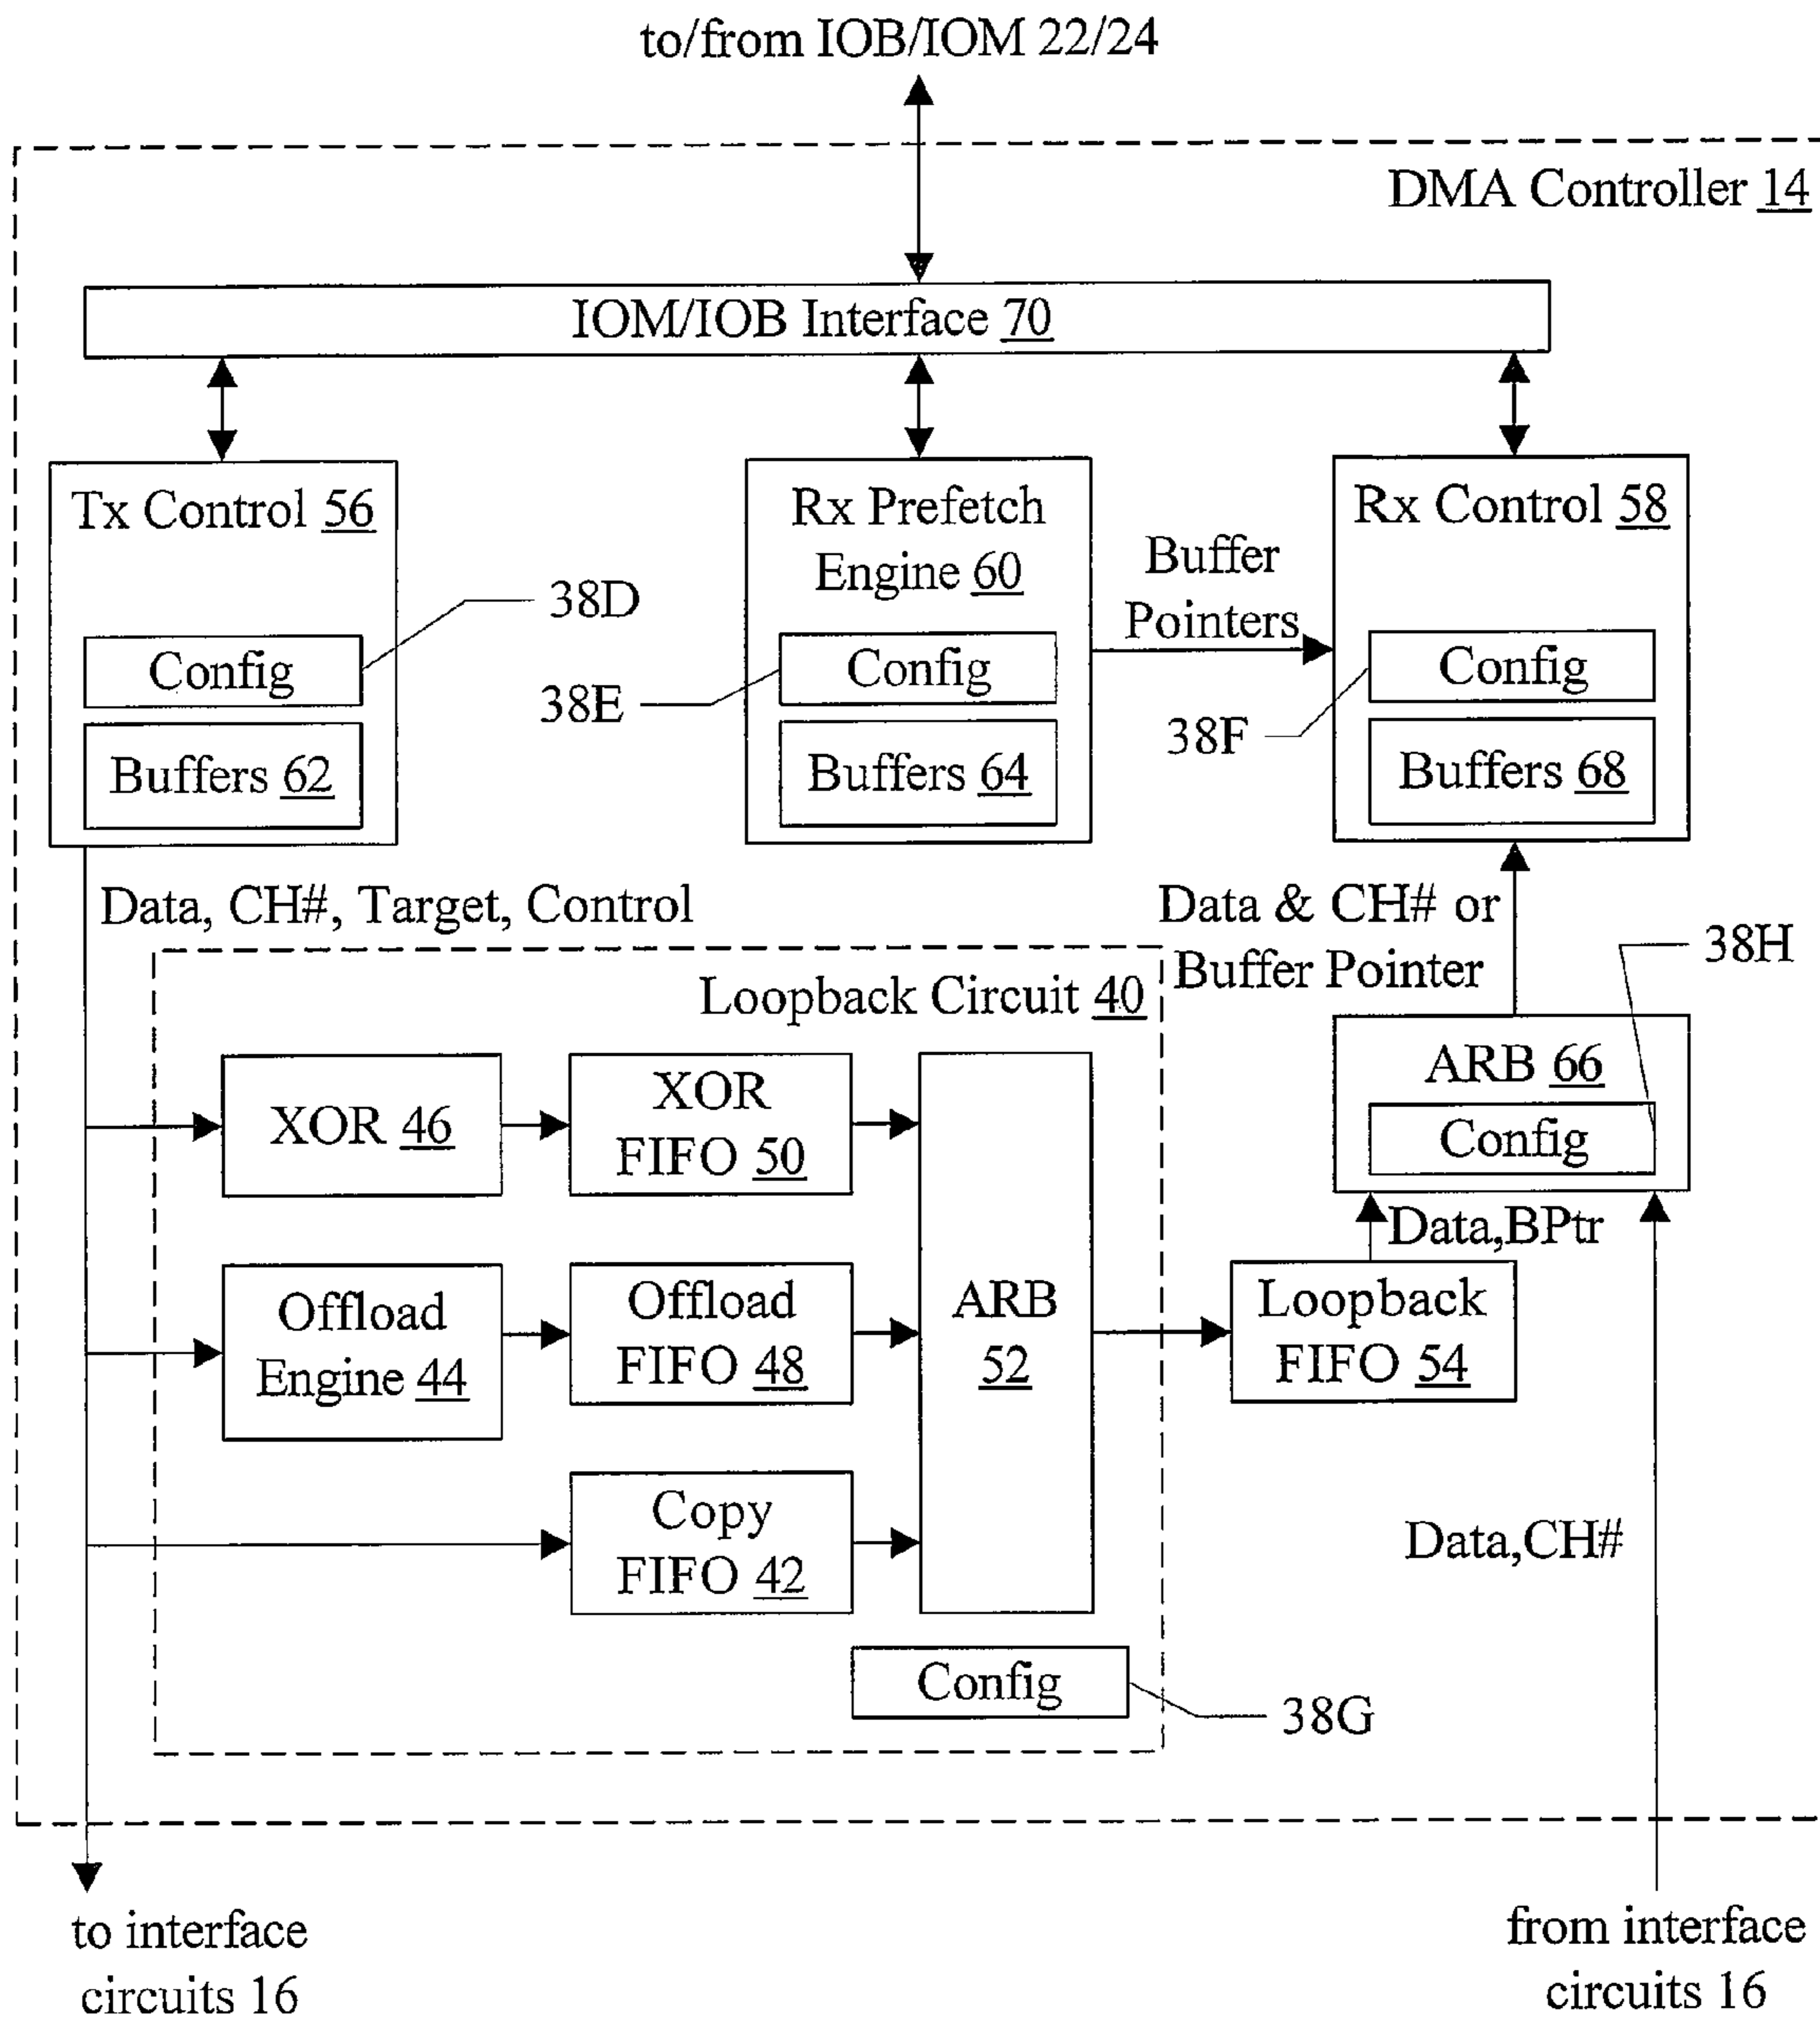 to/from IOB/IOM 22/24
DMA Controller 14
IOM/IOB Interface 70
Tx Control 56
Config
Buffers 62
38D
Rx Prefetch
Engine 60
Config
Buffers 64
38E
Buffer
Pointers
Rx Control 58
Config
Buffers 68
38F
Data, CH#, Target, Control
Data & CH# or
Buffer Pointer
38H
Loopback Circuit 40
ARB 66
Config
XOR 46
XOR
FIFO 50
Offload
Engine 44
Offload
FIFO 48
Copy
FIFO 42
ARB
52
Data,BPtr
Loopback
FIFO 54
Data,CH#
Config
38G
to interface
circuits 16
from interface
circuits 16